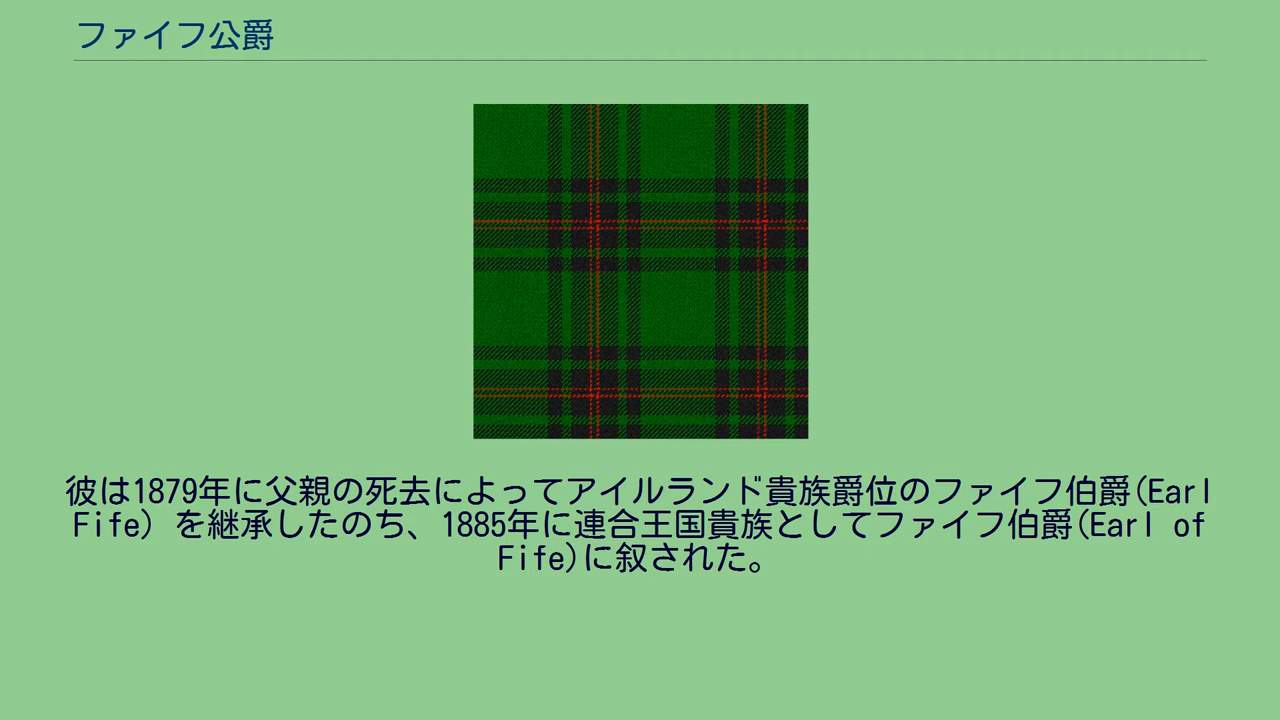 ファイフ公爵
彼は1879年に父親の死去によってアイルランド貴族爵位のファイフ伯爵(Earl
Fife) を継承したのち、1885年に連合王国貴族としてファイフ伯爵(Earl of
Fife)に叙された。